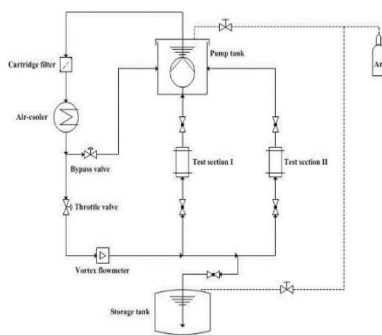 Pump tank
Cartridge filter
Ar
Air-cooler
Bypass valve
Test section I
Test section II
Throttle valve
Vortex flowmeter
Storage tank